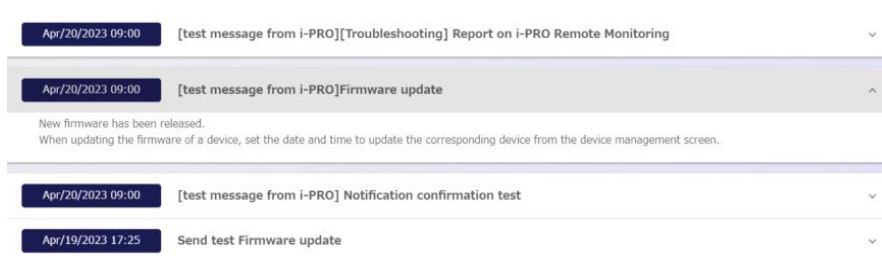 Apr/20/2023 09:00 [test message from i-PRO][Troubleshooting] Report on i-PRO Remote Monitoring
Apr/20/2023 09:00 [test message from i-PRO]Firmware update
New firmware has been released.
When updating the firmware of a device, set the date and time to update the corresponding device from the device management screen.
Apr/20/2023 09:00 [test message from i-PRO] Notification confirmation test
Apr/19/2023 17:25 Send test Firmware update